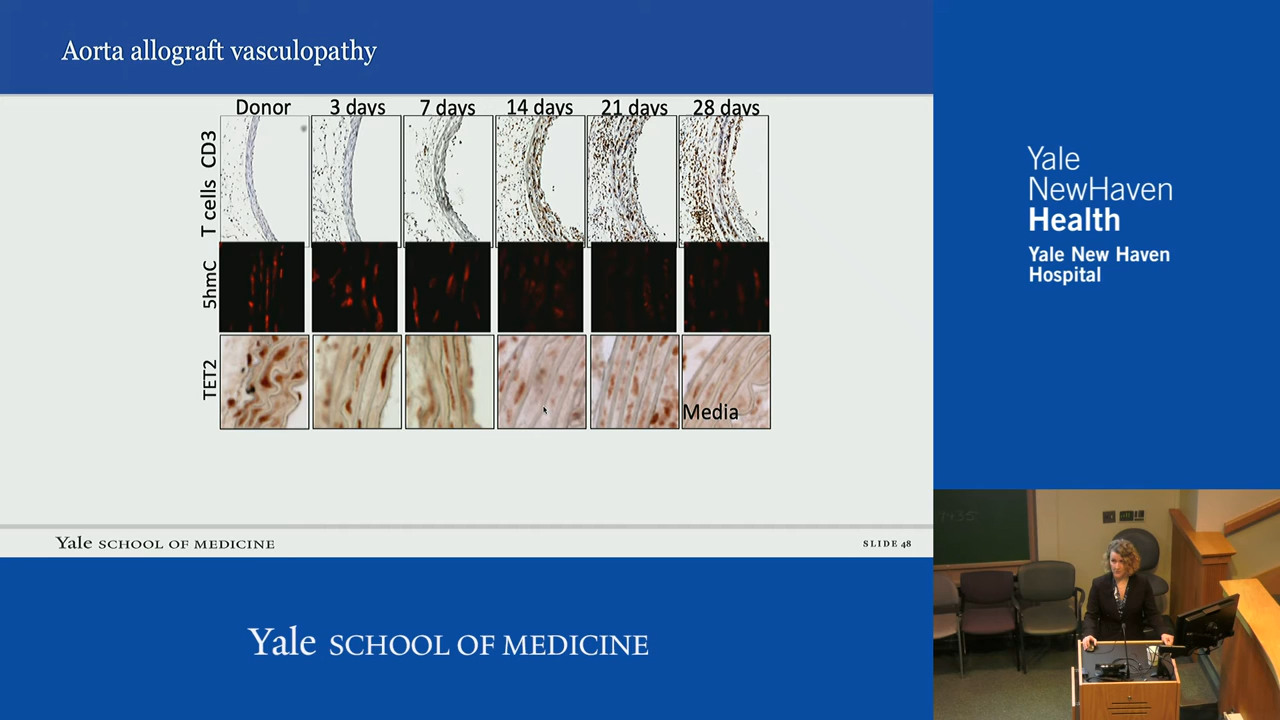 Aorta allograft vasculopathy
Donor 3 days 7 days 14 days 21 days 28 days
T cells CD3
5hmC
TET2
Media
Yale SCHOOL OF MEDICINE
SLIDE 48
Yale SCHOOL OF MEDICINE
Yale
NewHaven
Health
Yale New Haven
Hospital